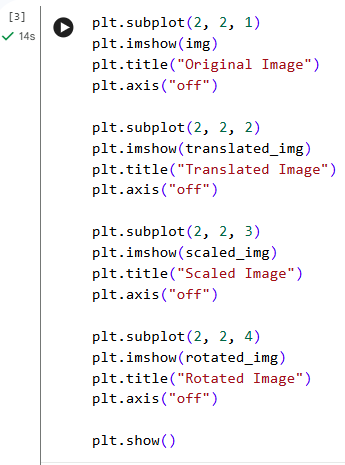 [3]
14s
plt.subplot(2, 2, 1)
plt.imshow(img)
plt.title("Original Image")
plt.axis("off")

plt.subplot(2, 2, 2)
plt.imshow(translated_img)
plt.title("Translated Image")
plt.axis("off")

plt.subplot(2, 2, 3)
plt.imshow(scaled_img)
plt.title("Scaled Image")
plt.axis("off")

plt.subplot(2, 2, 4)
plt.imshow(rotated_img)
plt.title("Rotated Image")
plt.axis("off")

plt.show()